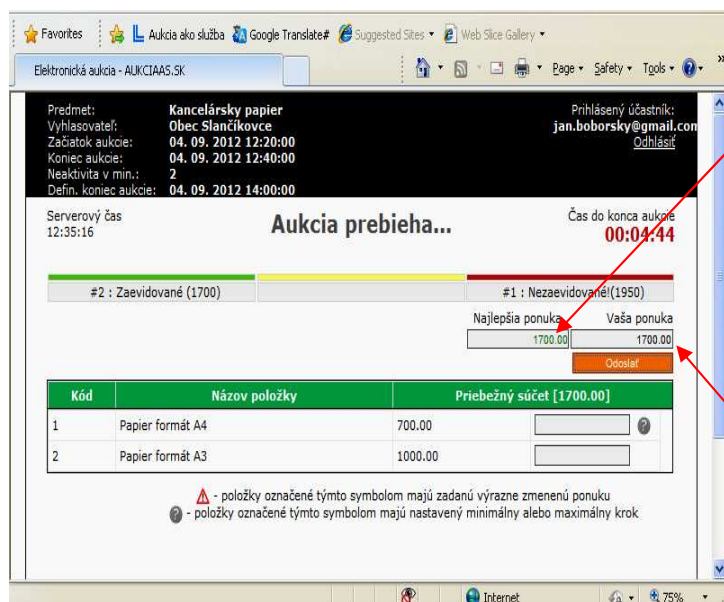 Favorites Aukcia ako služba Google Translate# Suggested Sites Web Slice Gallery
Elektronická aukcia - AUKCIAAS.SK Page Safety Tools »
Predmet: Kancelársky papier
Vyhlasovateľ: Obec Slančíkovce
Začiatok aukcie: 04. 09. 2012 12:20:00
Koniec aukcie: 04. 09. 2012 12:40:00
Neaktivita v min.: 2
Defin. koniec aukcie: 04. 09. 2012 14:00:00
Prihlásený účastník:
jan.boborsky@gmail.com
Odhlásiť
Serverový čas
12:35:16
Aukcia prebieha...
Čas do konca aukcie
00:04:44
#2 : Zaevidované (1700) #1 : Nezaevidované!(1950)
Najlepšia ponuka Vaša ponuka
1700.00 1700.00
Odoslať
Kód Názov položky Priebežný súčet [1700.00]
1 Papier formát A4 700.00 ?
2 Papier formát A3 1000.00
- položky označené týmto symbolom majú zadanú výrazne zmenenú ponuku
? - položky označené týmto symbolom majú nastavený minimálny alebo maximálny krok
Internet 75%